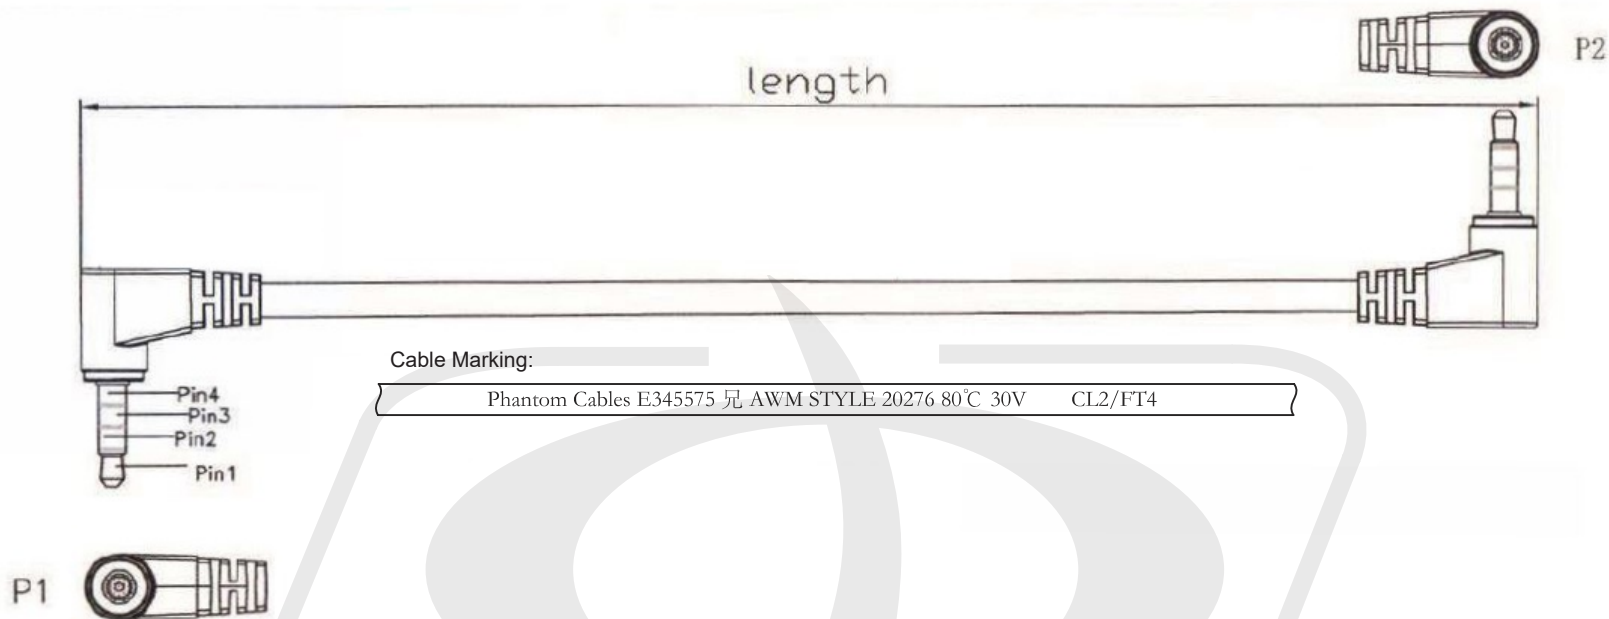 P2
length
Cable Marking:
Phantom Cables E345575 兄 AWM STYLE 20276 80℃ 30V CL2/FT4
Pin4
Pin3
Pin2
Pin1
P1